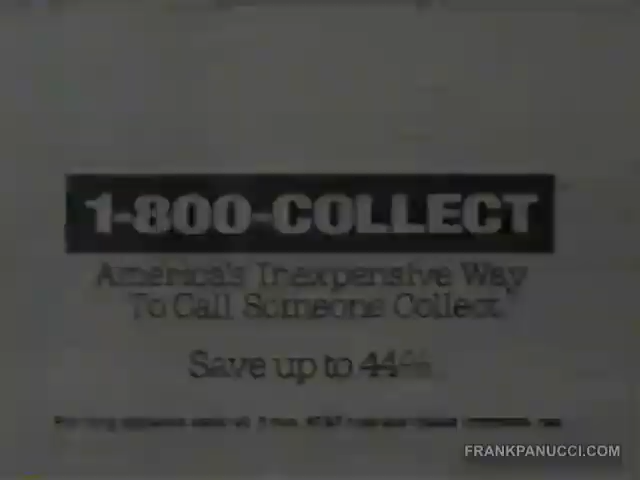 1-800-COLLECT
America's Inexpensive Way
To Call Someone Collect.
Save up to 44%
FRANKPANUCCI.COM